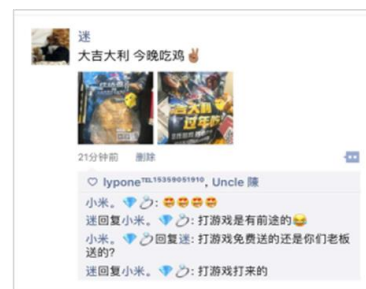 迷
大吉大利 今晚吃鸡✌🏽
吉大利
过年吃
21分钟前 删除
♡ lypone℡15359051910, Uncle 陳
小米。💎💍: 🥰🥰🥰🥰
迷回复小米。💎💍: 打游戏是有前途的😂
小米。💎💍回复迷: 打游戏免费送的还是你们老板
送的?
迷回复小米。💎💍: 打游戏打来的